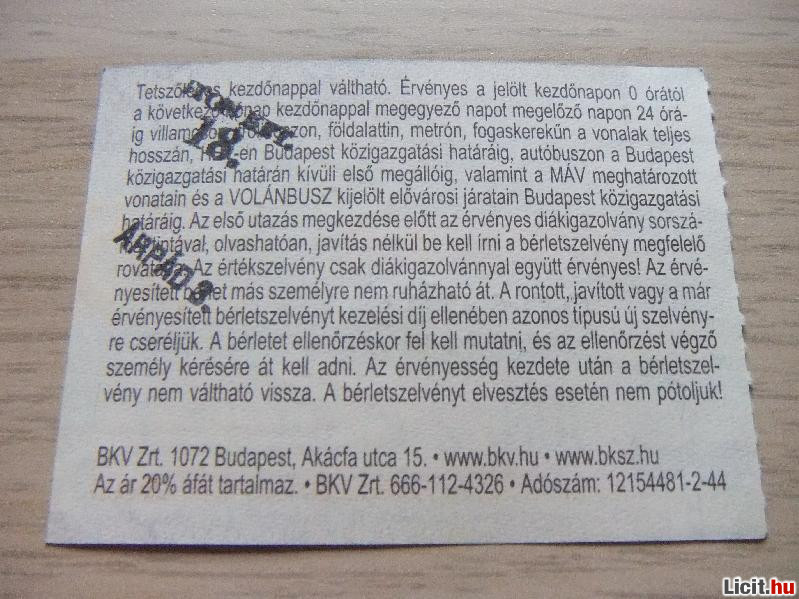 Tetszőleges kezdőnappal váltható. Érvényes a jelölt kezdőnapon 0 órától
a következő hónap kezdőnappal megegyező napot megelőző napon 24 órá-
ig villamoson, trolibuszon, földalattin, metrón, fogaskerekűn a vonalak teljes
hosszán, HÉV-en Budapest közigazgatási határáig, autóbuszon a Budapest
közigazgatási határán kívüli első megállóig, valamint a MÁV meghatározott
vonatain és a VOLÁNBUSZ kijelölt elővárosi járatain Budapest közigazgatási
határáig. Az első utazás megkezdése előtt az érvényes diákigazolvány sorszá-
mát tintával, olvashatóan, javítás nélkül be kell írni a bérletszelvény megfelelő
rovatába. Az értékszelvény csak diákigazolvánnyal együtt érvényes! Az érvé-
nyesített bérlet más személyre nem ruházható át. A rontott, javított vagy a már
érvényesített bérletszelvényt kezelési díj ellenében azonos típusú új szelvény-
re cseréljük. A bérletet ellenőrzéskor fel kell mutatni, és az ellenőrzést végző
személy kérésére át kell adni. Az érvényesség kezdete után a bérletszel-
vény nem váltható vissza. A bérletszelvényt elvesztés esetén nem pótoljuk!
18.
ÁRPÁD
BKV Zrt. 1072 Budapest, Akácfa utca 15. • www.bkv.hu • www.bksz.hu
Az ár 20% áfát tartalmaz. • BKV Zrt. 666-112-4326 • Adószám: 12154481-2-44
Licit.hu